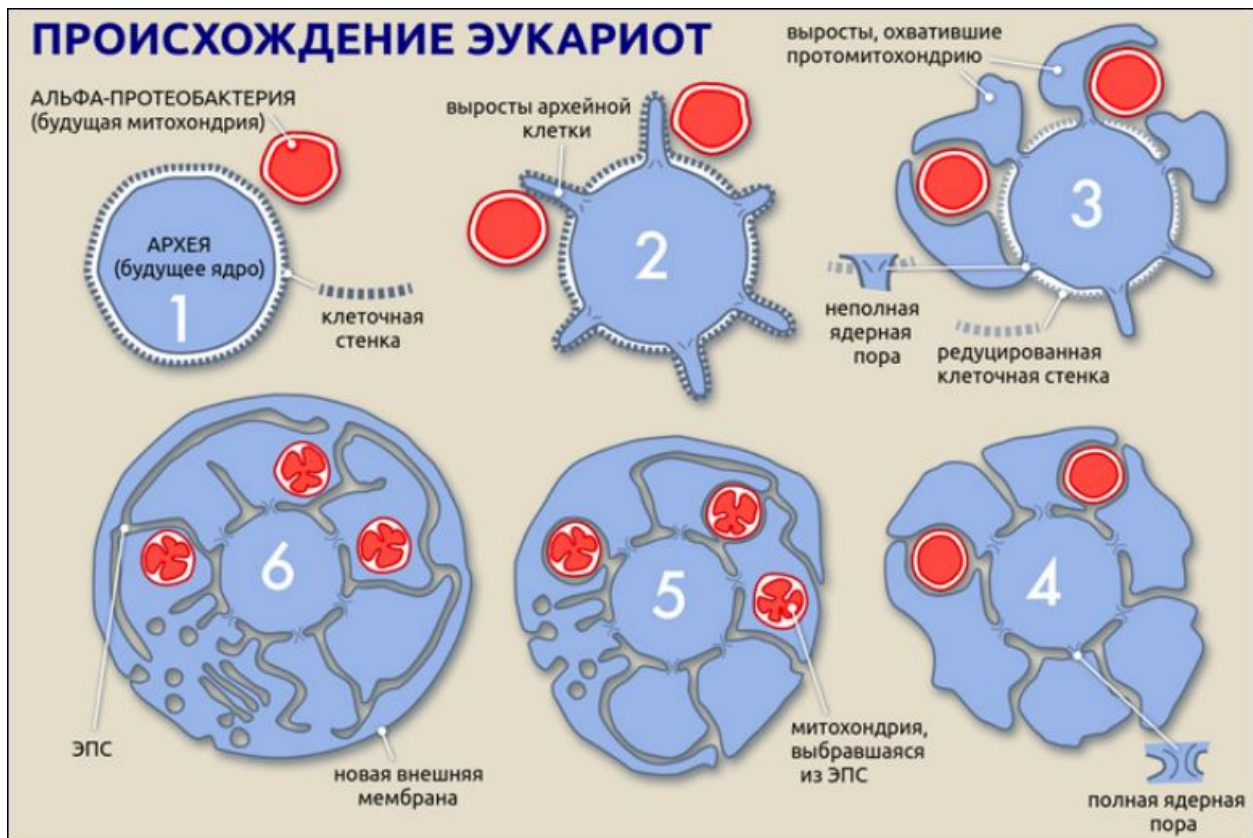 ПРОИСХОЖДЕНИЕ ЭУКАРИОТ
АЛЬФА-ПРОТЕОБАКТЕРИЯ
(будущая митохондрия)
АРХЕЯ
(будущее ядро)
1
клеточная
стенка
выросты архейной
клетки
2
выросты, охватившие
протомитохондрию
3
неполная
ядерная
пора
редуцированная
клеточная стенка
6
ЭПС
новая внешняя
мембрана
5
митохондрия,
выбравшаяся
из ЭПС
4
полная ядерная
пора